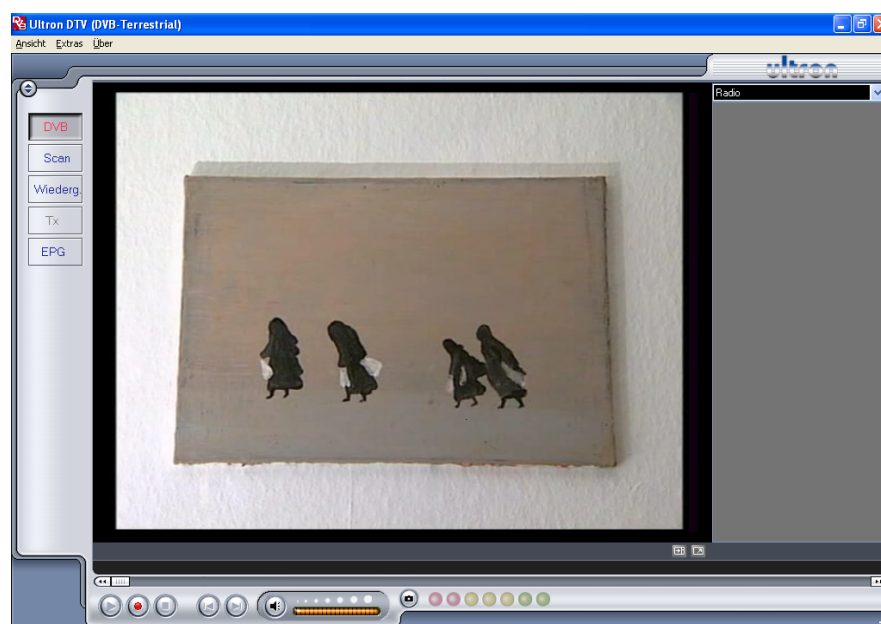 Ultron DTV (DVB-Terrestrial)
Ansicht Extras Über
ultron
Radio
DVB
Scan
Wiederg.
Tx
EPG